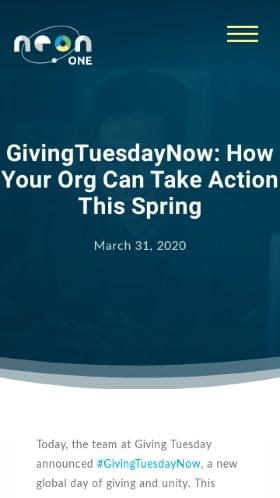 neon
ONE
GivingTuesdayNow: How
Your Org Can Take Action
This Spring
March 31, 2020
Today, the team at Giving Tuesday
announced #GivingTuesdayNow, a new
global day of giving and unity. This